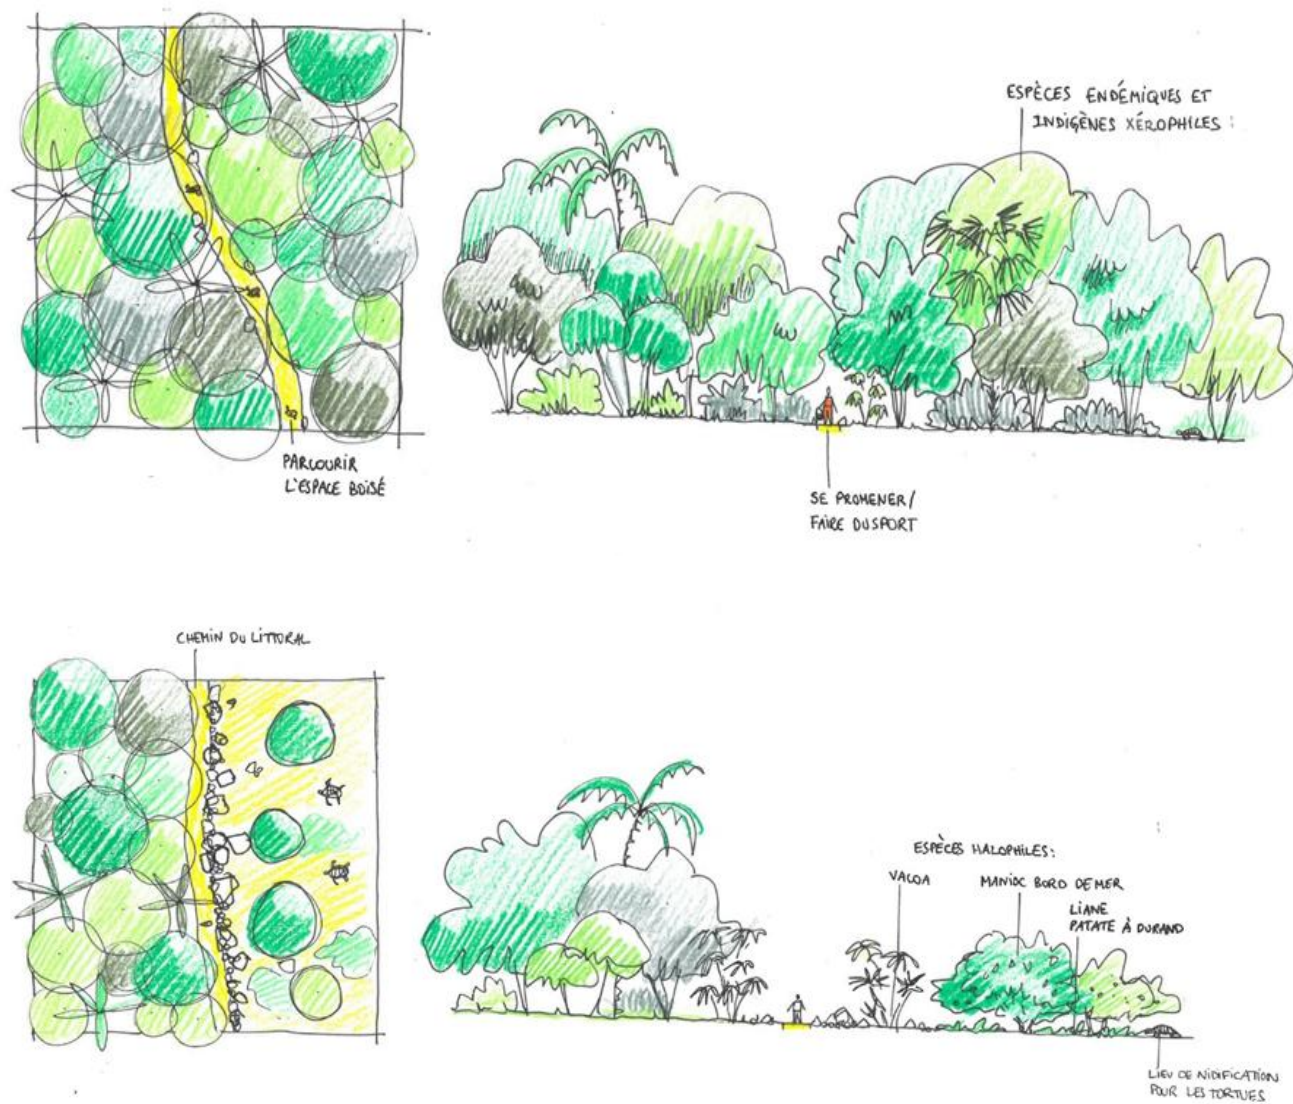 ESPÈCES ENDÉMIQUES ET
INDIGÈNES XÉROPHILES :
PARCOURIR
L'ESPACE BOISÉ
SE PROMENER /
FAIRE DU SPORT
CHEMIN DU LITTORAL
ESPÈCES HALOPHILES :
VACOA
MANIOC BORD DE MER
LIANE
PATATE À DURAND
LIEU DE NIDIFICATION
POUR LES TORTUES